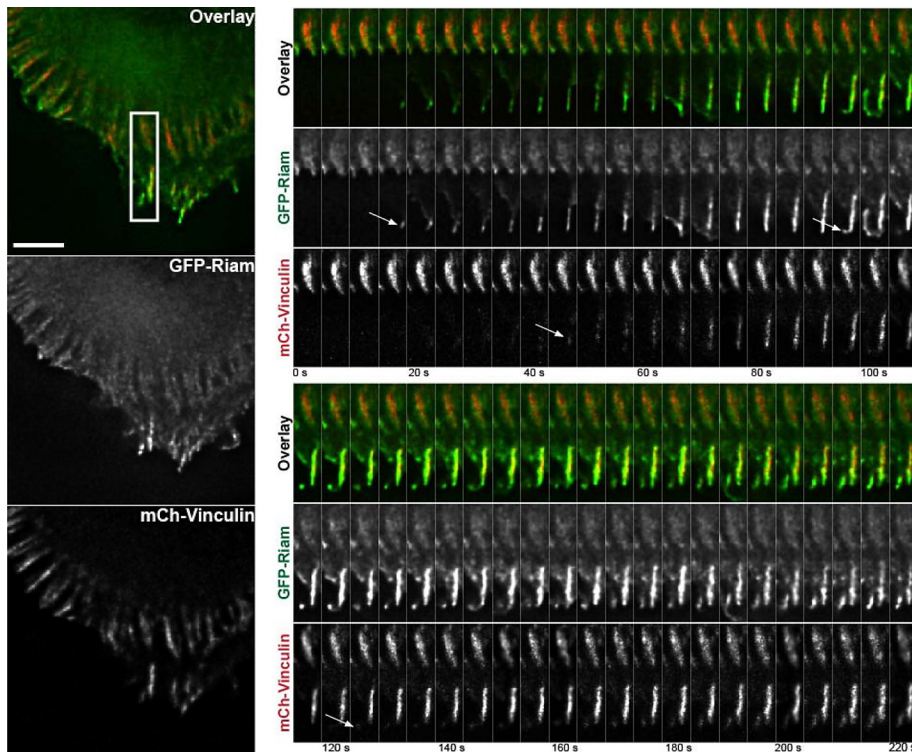 Overlay
GFP-Riam
mCh-Vinculin
Overlay
GFP-Riam
mCh-Vinculin
0 s 20 s 40 s 60 s 80 s 100 s
Overlay
GFP-Riam
mCh-Vinculin
120 s 140 s 160 s 180 s 200 s 220 s